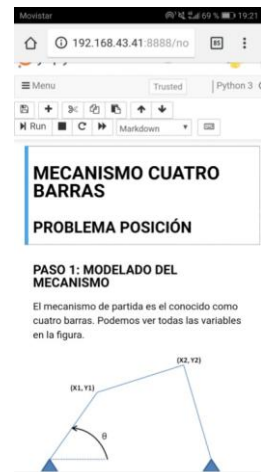 Movistar 69 % 19:21
192.168.43.41:8888/no 85
Menu Trusted Python 3
Run Markdown
MECANISMO CUATRO
BARRAS
PROBLEMA POSICIÓN
PASO 1: MODELADO DEL
MECANISMO
El mecanismo de partida es el conocido como
cuatro barras. Podemos ver todas las variables
en la figura.
(X2, Y2)
(X1, Y1)
θ